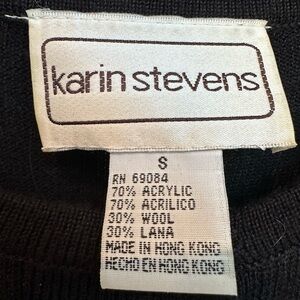 karin stevens
S
RN 69084
70% ACRYLIC
70% ACRILICO
30% WOOL
30% LANA
MADE IN HONG KONG
HECHO EN HONG KONG